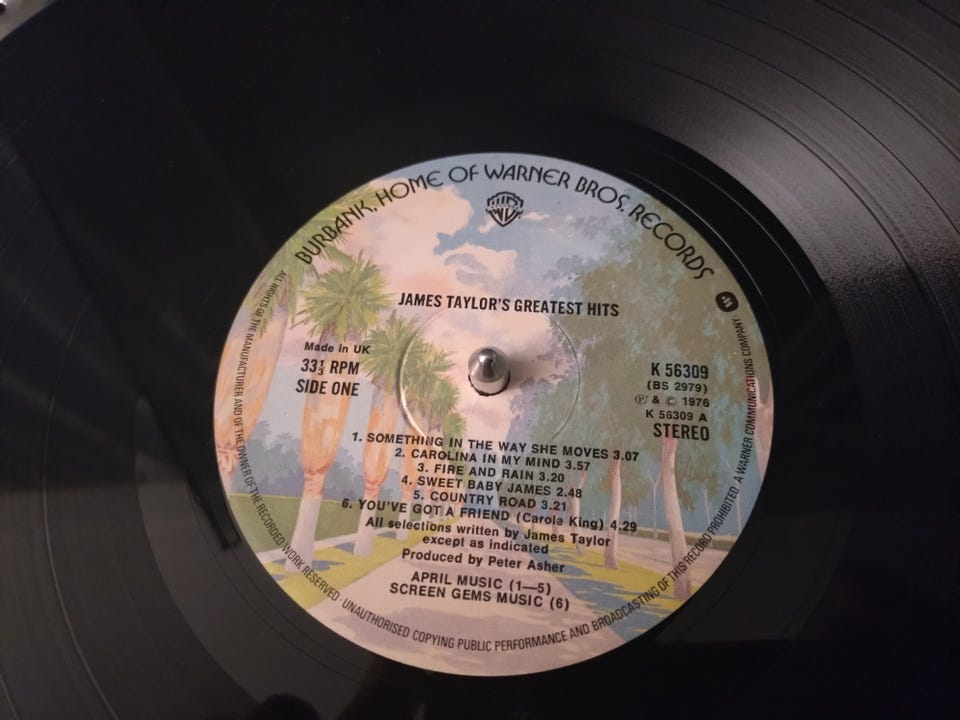 BURBANK, HOME OF WARNER BROS. RECORDS
JAMES TAYLOR'S GREATEST HITS
Made in UK
33⅓ RPM
SIDE ONE
K 56309
(BS 2979)
℗ & © 1976
K 56309 A
STEREO
1. SOMETHING IN THE WAY SHE MOVES 3.07
2. CAROLINA IN MY MIND 3.57
3. FIRE AND RAIN 3.20
4. SWEET BABY JAMES 2.48
5. COUNTRY ROAD 3.21
6. YOU'VE GOT A FRIEND (Carole King) 4.29
All selections written by James Taylor
except as indicated
Produced by Peter Asher
APRIL MUSIC (1—5)
SCREEN GEMS MUSIC (6)
ALL RIGHTS OF THE MANUFACTURER AND OF THE OWNER OF THE RECORDED WORK RESERVED · UNAUTHORISED COPYING PUBLIC PERFORMANCE AND BROADCASTING OF THIS RECORD PROHIBITED. A WARNER COMMUNICATIONS COMPANY